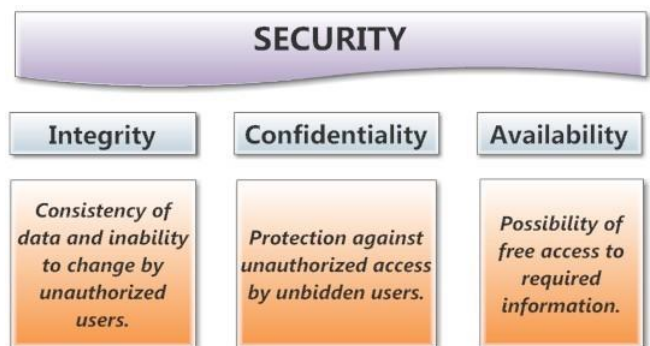 SECURITY
Integrity
Confidentiality
Availability
Consistency of
data and inability
to change by
unauthorized
users.
Protection against
unauthorized access
by unbidden users.
Possibility of
free access to
required
information.